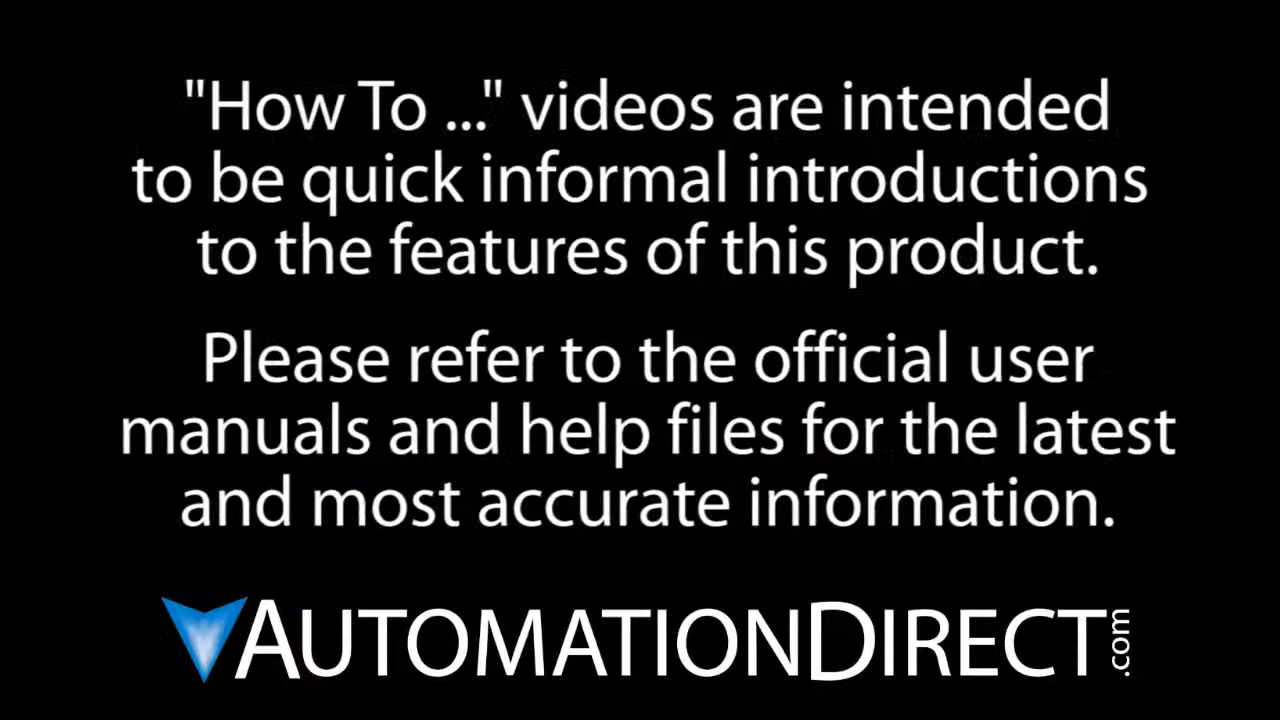 "How To ..." videos are intended
to be quick informal introductions
to the features of this product.
Please refer to the official user
manuals and help files for the latest
and most accurate information.
AUTOMATIONDIRECT.com